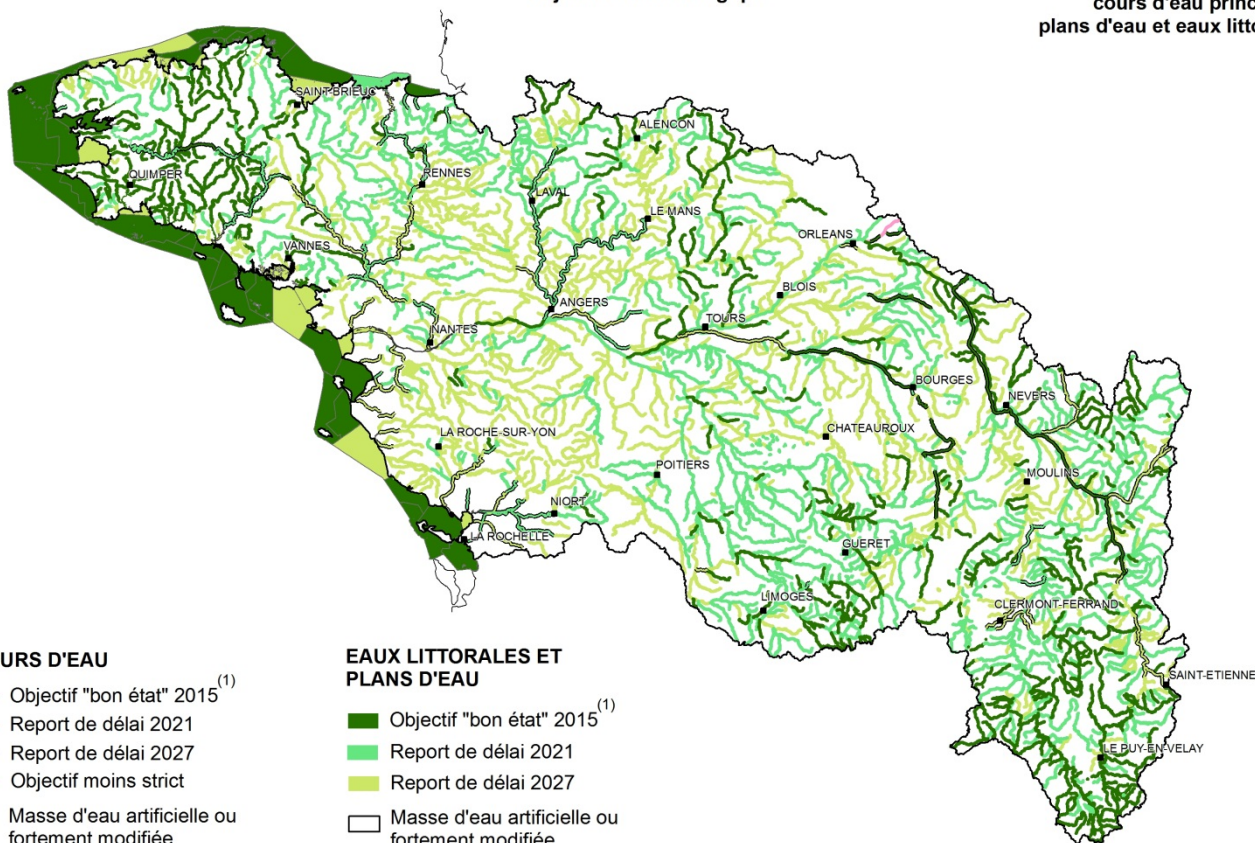 cours d'eau princ
plans d'eau et eaux litto
SAINT-BRIEUC
ALENCON
QUIMPER
RENNES
LAVAL
LE MANS
ORLEANS
VANNES
BLOIS
ANGERS
TOURS
NANTES
BOURGES
NEVERS
LA ROCHE-SUR-YON
CHATEAUROUX
POITIERS
MOULINS
NIORT
LA ROCHELLE
GUERET
LIMOGES
CLERMONT-FERRAND
SAINT-ETIENNE
LE PUY-EN-VELAY
URS D'EAU
Objectif "bon état" 2015(1)
Report de délai 2021
Report de délai 2027
Objectif moins strict
Masse d'eau artificielle ou
fortement modifiée
EAUX LITTORALES ET
PLANS D'EAU
Objectif "bon état" 2015(1)
Report de délai 2021
Report de délai 2027
Masse d'eau artificielle ou
fortement modifiée